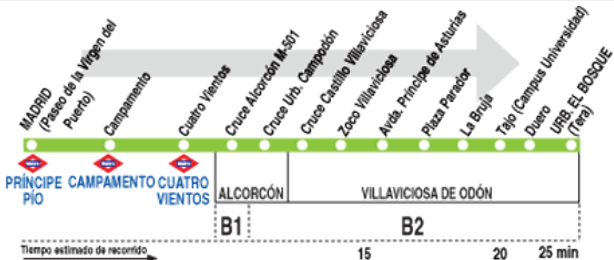 MADRID
(Paseo de la Virgen del
Puerto)
Campamento
Cuatro Vientos
Cruce Alcorcón M-501
Cruce Urb. Campodón
Cruce Castillo Villaviciosa
Zoco Villaviciosa
Avda. Príncipe de Asturias
Plaza Parador
La Bruja
Tajo (Campus Universidad)
Duero
URB. EL BOSQUE
(Tera)
PRÍNCIPE
PÍO
CAMPAMENTO
CUATRO
VIENTOS
ALCORCÓN
VILLAVICIOSA DE ODÓN
B1
B2
Tiempo estimado de recorrido
15
20
25 min